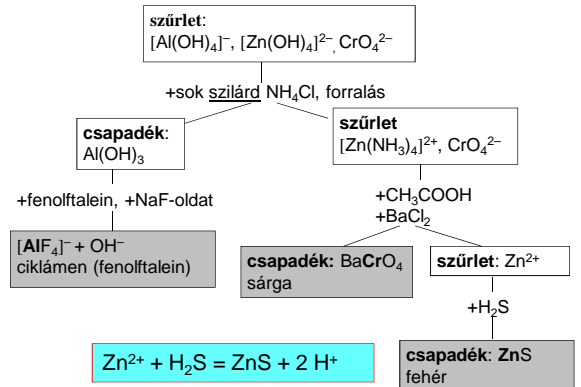 szűrlet:
[Al(OH)₄]⁻, [Zn(OH)₄]²⁻, CrO₄²⁻
+sok szilárd NH₄Cl, forralás
csapadék:
Al(OH)₃
szűrlet
[Zn(NH₃)₄]²⁺, CrO₄²⁻
+fenolftalein, +NaF-oldat
+CH₃COOH
+BaCl₂
[AlF₄]⁻ + OH⁻
ciklámen (fenolftalein)
csapadék: BaCrO₄
sárga
szűrlet: Zn²⁺
+H₂S
Zn²⁺ + H₂S = ZnS + 2 H⁺
csapadék: ZnS
fehér